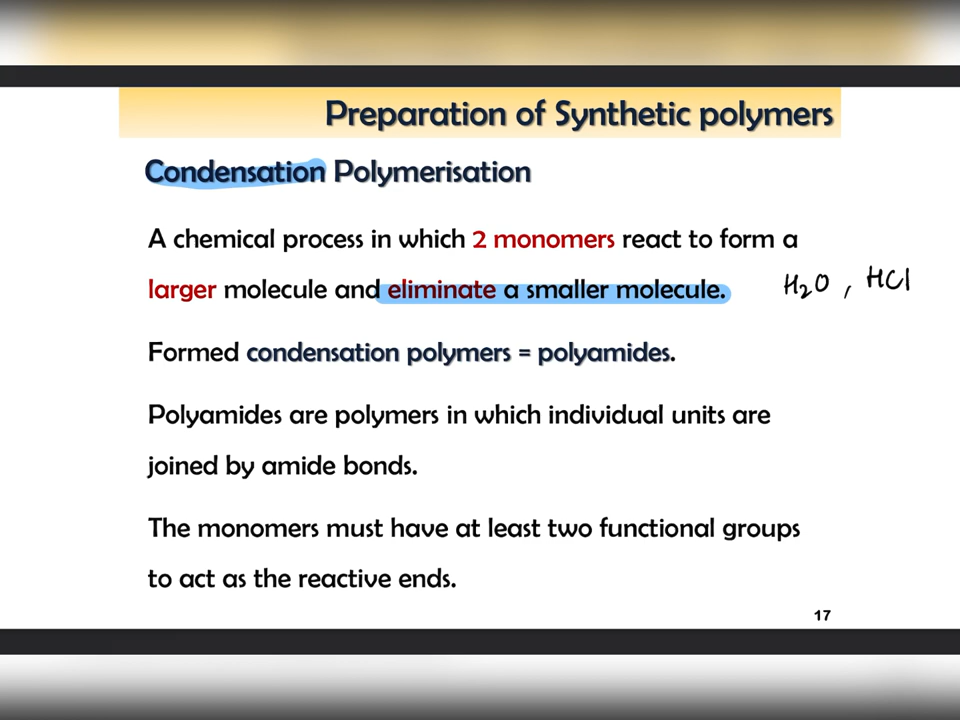 Preparation of Synthetic polymers
Condensation Polymerisation
A chemical process in which 2 monomers react to form a
larger molecule and eliminate a smaller molecule. H₂O , HCl
Formed condensation polymers = polyamides.
Polyamides are polymers in which individual units are
joined by amide bonds.
The monomers must have at least two functional groups
to act as the reactive ends.
17